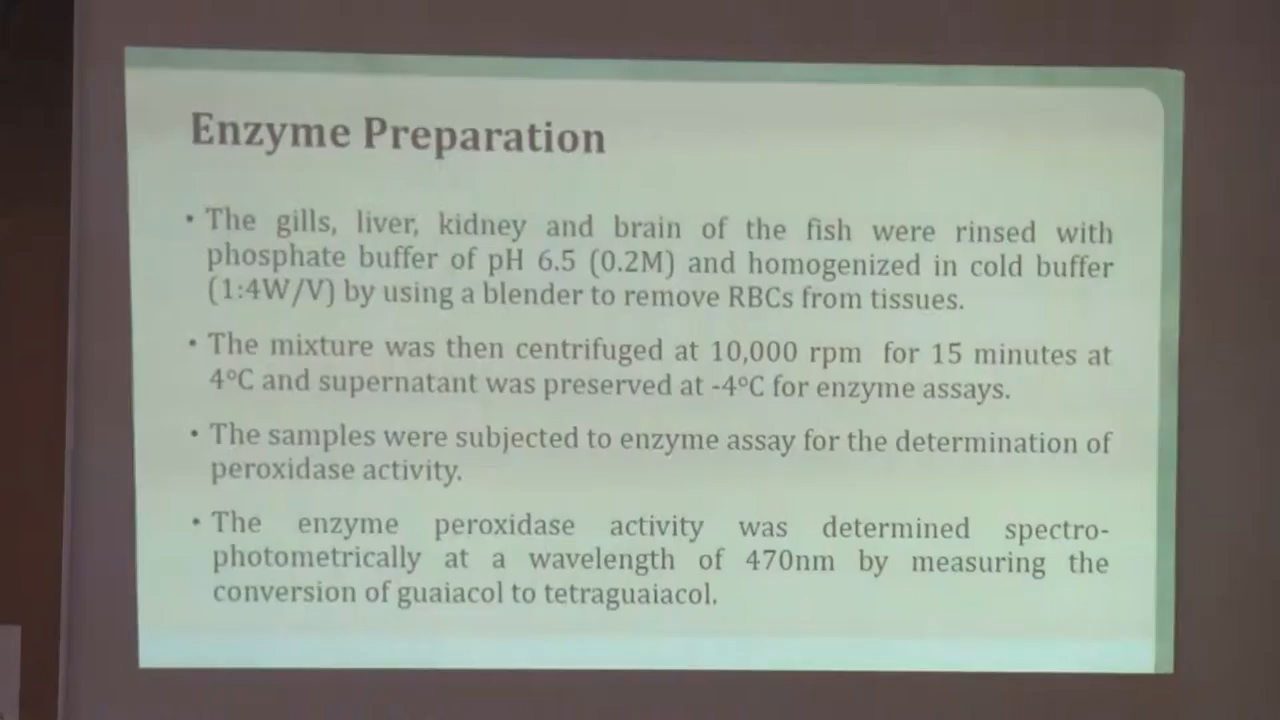 Enzyme Preparation
• The gills, liver, kidney and brain of the fish were rinsed with
phosphate buffer of pH 6.5 (0.2M) and homogenized in cold buffer
(1:4W/V) by using a blender to remove RBCs from tissues.
• The mixture was then centrifuged at 10,000 rpm for 15 minutes at
4°C and supernatant was preserved at -4°C for enzyme assays.
• The samples were subjected to enzyme assay for the determination of
peroxidase activity.
• The enzyme peroxidase activity was determined spectro-
photometrically at a wavelength of 470nm by measuring the
conversion of guaiacol to tetraguaiacol.